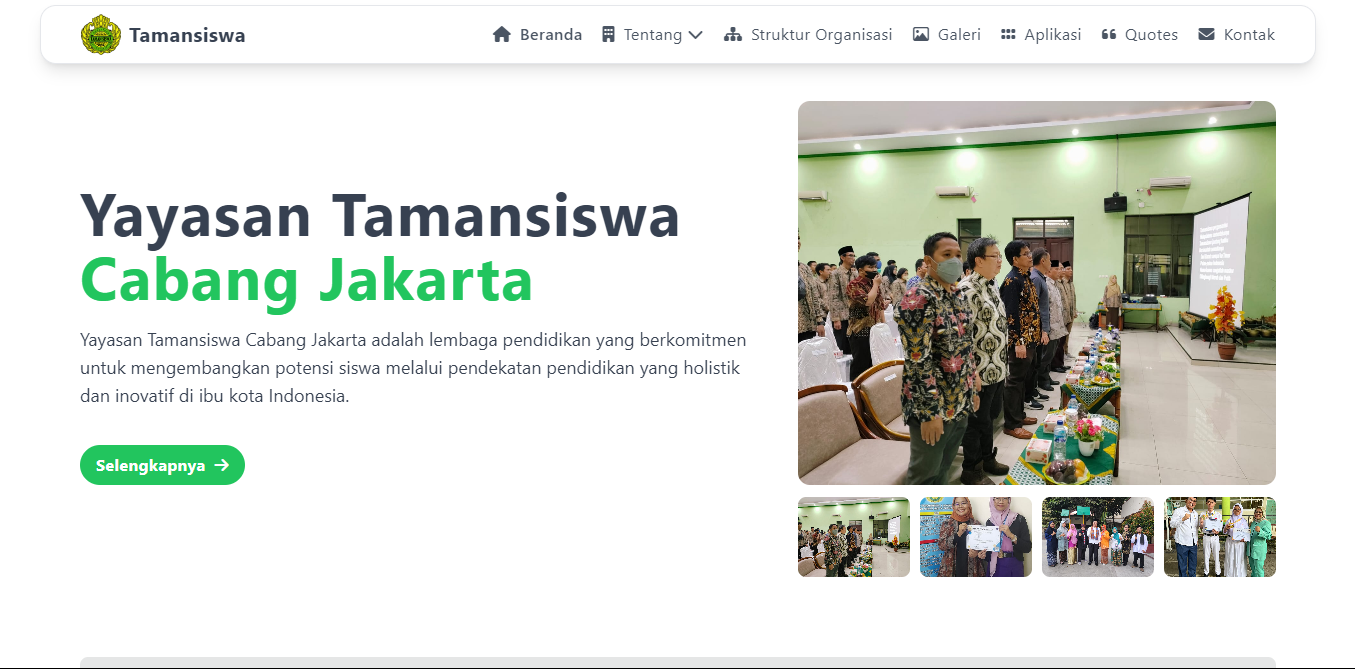 Tamansiswa
Beranda
Tentang
Struktur Organisasi
Galeri
Aplikasi
Quotes
Kontak
Yayasan Tamansiswa
Cabang Jakarta
Yayasan Tamansiswa Cabang Jakarta adalah lembaga pendidikan yang berkomitmen
untuk mengembangkan potensi siswa melalui pendekatan pendidikan yang holistik
dan inovatif di ibu kota Indonesia.
Selengkapnya